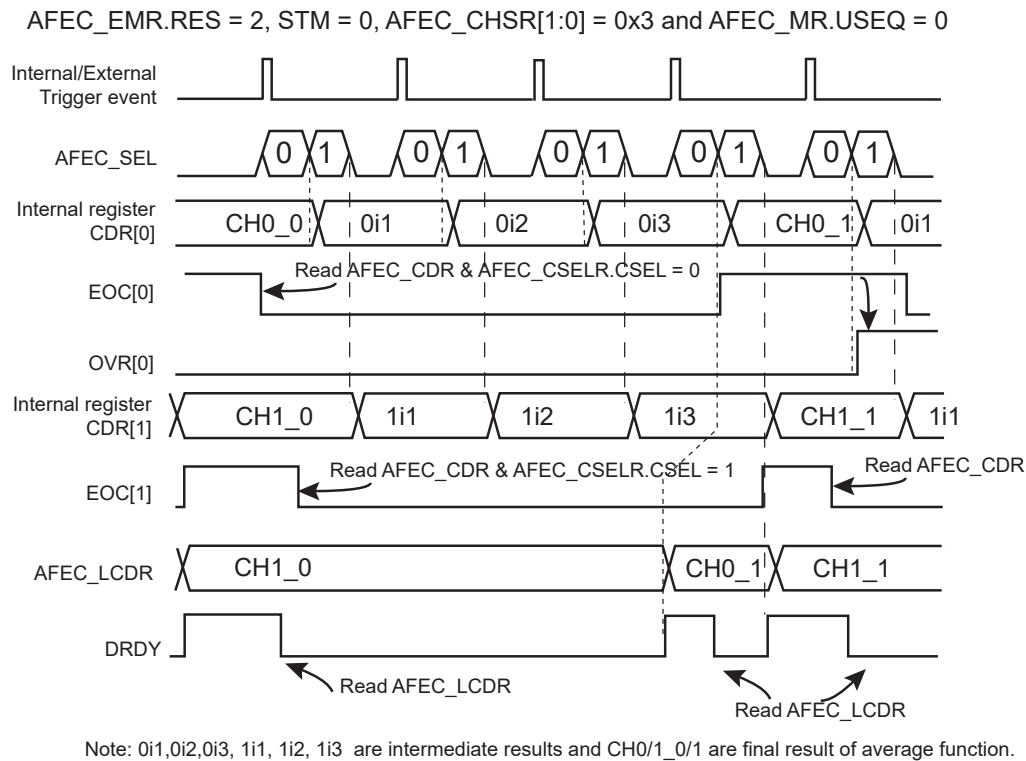 AFEC_EMR.RES = 2, STM = 0, AFEC_CHSR[1:0] = 0x3 and AFEC_MR.USEQ = 0
Internal/External
Trigger event
AFEC_SEL
0 1 0 1 0 1 0 1 0 1
Internal register
CDR[0]
CH0_0 0i1 0i2 0i3 CH0_1 0i1
EOC[0]
Read AFEC_CDR & AFEC_CSELR.CSEL = 0
OVR[0]
Internal register
CDR[1]
CH1_0 1i1 1i2 1i3 CH1_1 1i1
EOC[1]
Read AFEC_CDR & AFEC_CSELR.CSEL = 1
Read AFEC_CDR
AFEC_LCDR
CH1_0 CH0_1 CH1_1
DRDY
Read AFEC_LCDR
Read AFEC_LCDR
Note: 0i1,0i2,0i3, 1i1, 1i2, 1i3 are intermediate results and CH0/1_0/1 are final result of average function.